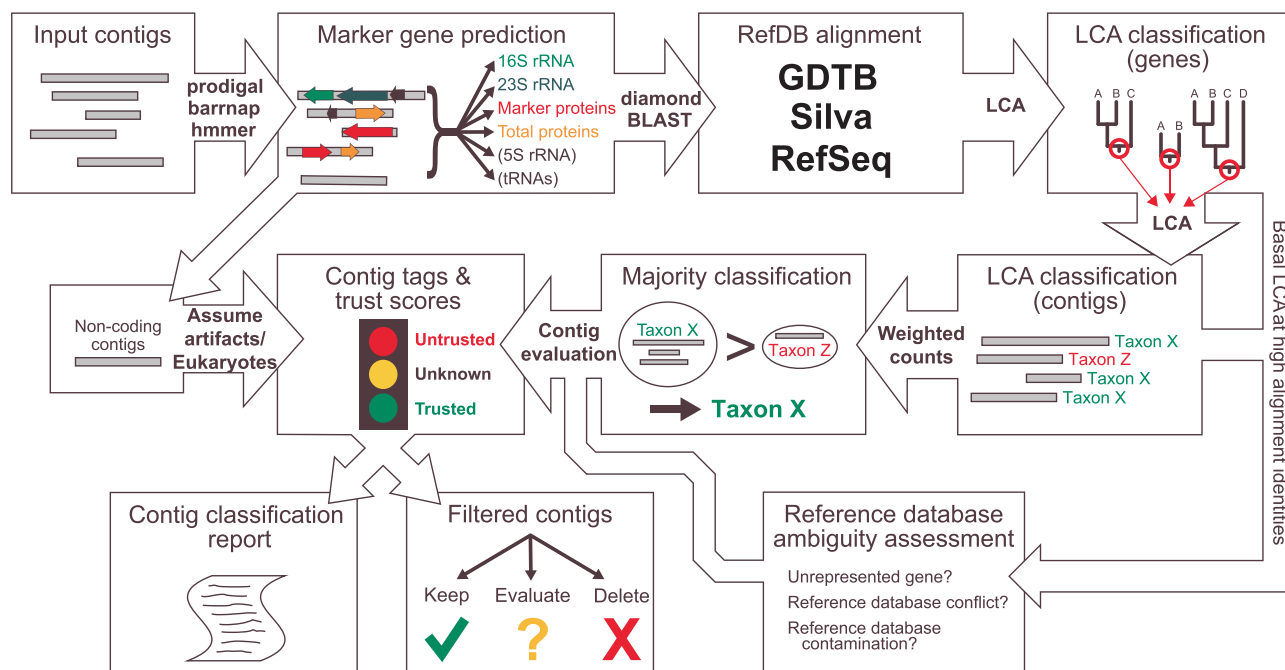 Input contigs
prodigal
barrnap
hmmer
Marker gene prediction
16S rRNA
23S rRNA
Marker proteins
Total proteins
(5S rRNA)
(tRNAs)
diamond
BLAST
RefDB alignment
GDTB
Silva
RefSeq
LCA
LCA classification
(genes)
A B C
A B
A B C D
LCA
Basal LCA at high alignment identities
Non-coding
contigs
Assume
artifacts/
Eukaryotes
Contig tags &
trust scores
Untrusted
Unknown
Trusted
Contig
evaluation
Majority classification
Taxon X
>
Taxon Z
Taxon X
Weighted
counts
LCA classification
(contigs)
Taxon X
Taxon Z
Taxon X
Taxon X
Contig classification
report
Filtered contigs
Keep Evaluate Delete
? X
Reference database
ambiguity assessment
Unrepresented gene?
Reference database conflict?
Reference database
contamination?